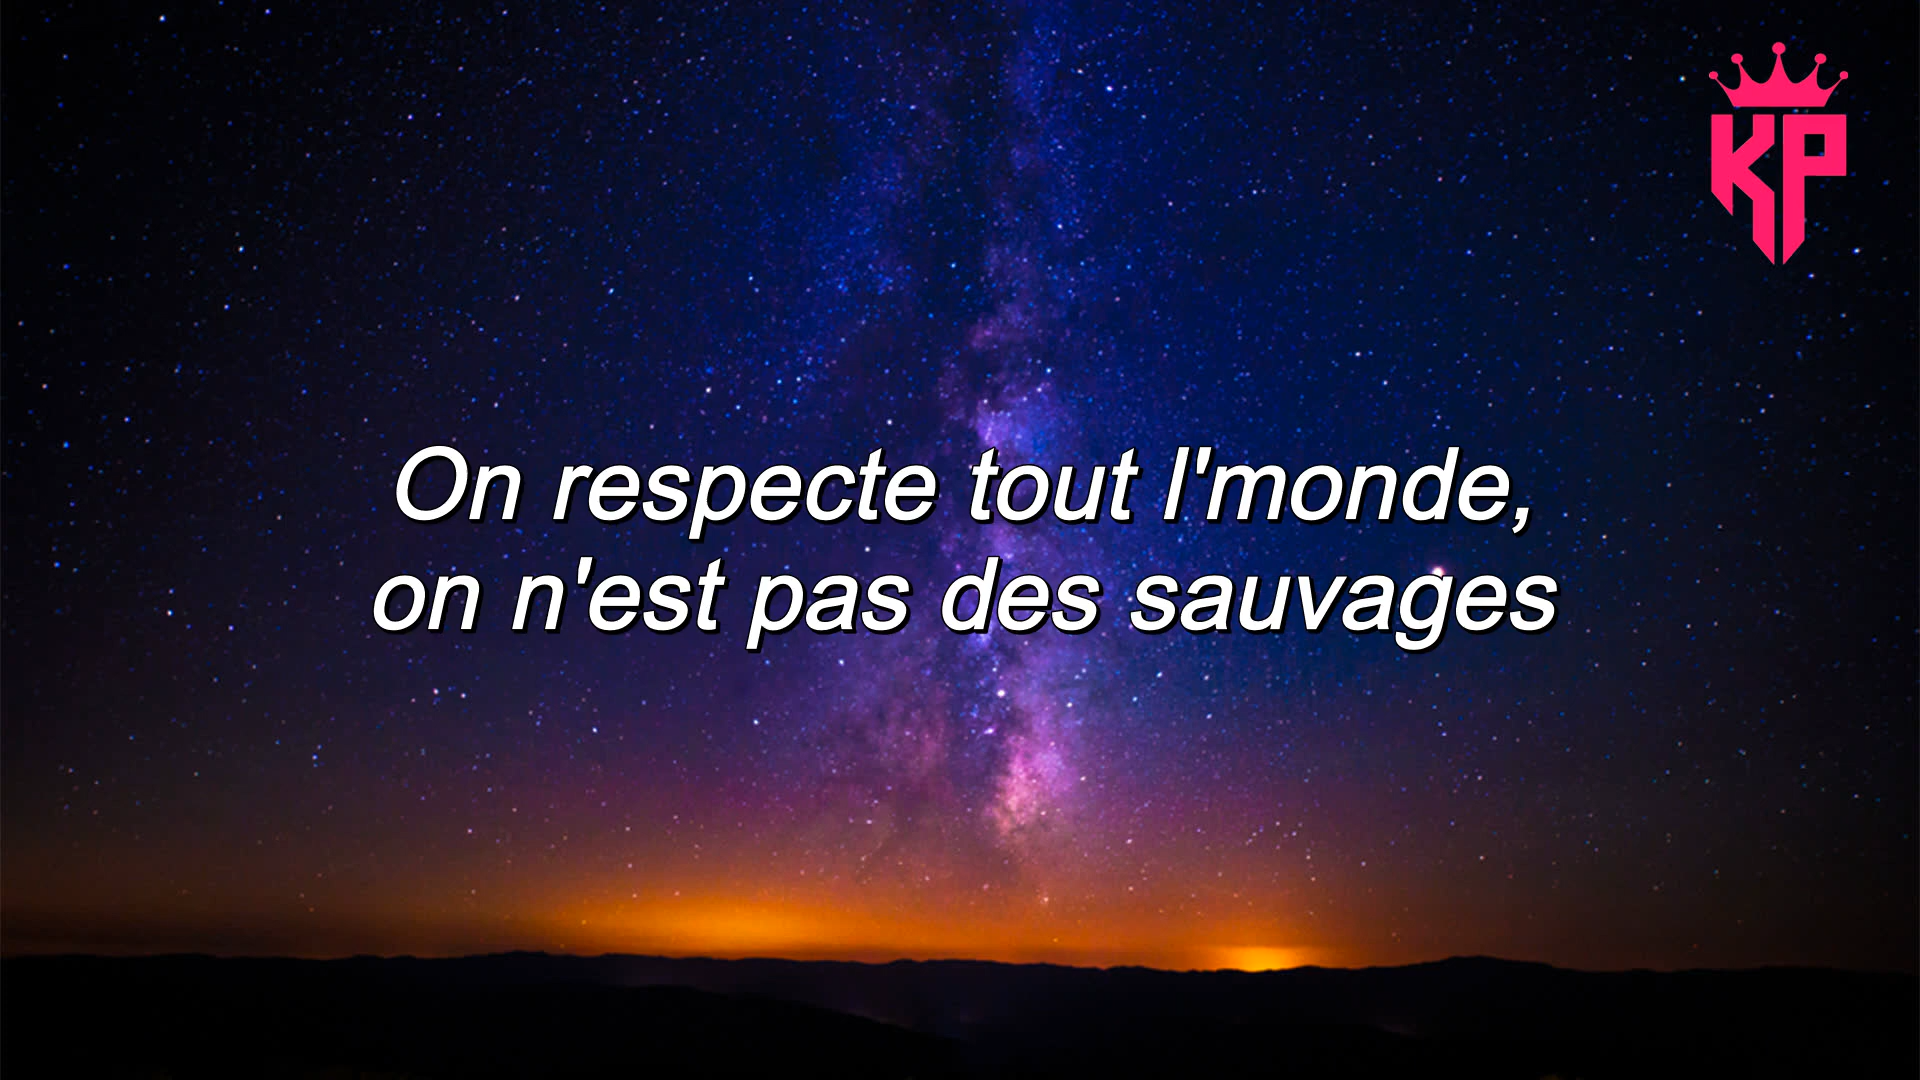 KP
On respecte tout l'monde,
on n'est pas des sauvages